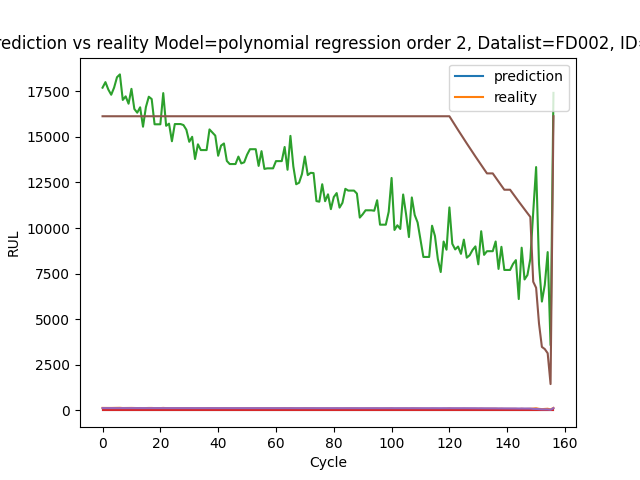 rediction vs reality Model=polynomial regression order 2, Datalist=FD002, ID=
prediction
reality
17500
15000
12500
10000
7500
5000
2500
0
RUL
0 20 40 60 80 100 120 140 160
Cycle